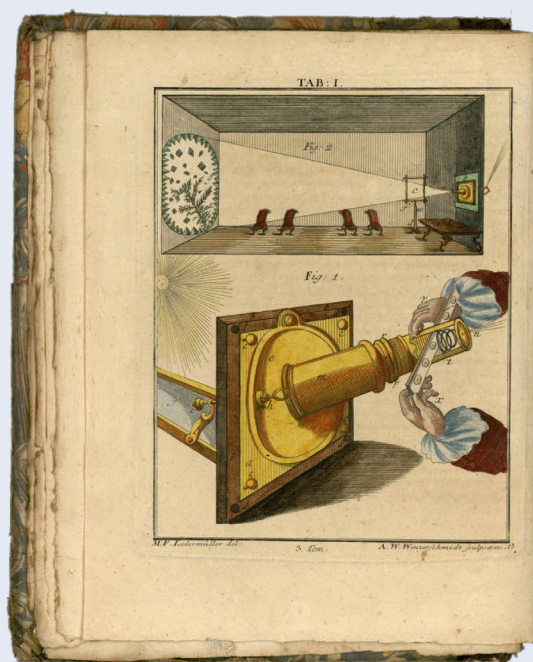 TAB: I.
Fig: 2
c
Fig: 1.
m
h
x
n
M. F. Ledermüller del.
3. Tom.
A. W. Winterschmidt sculps.